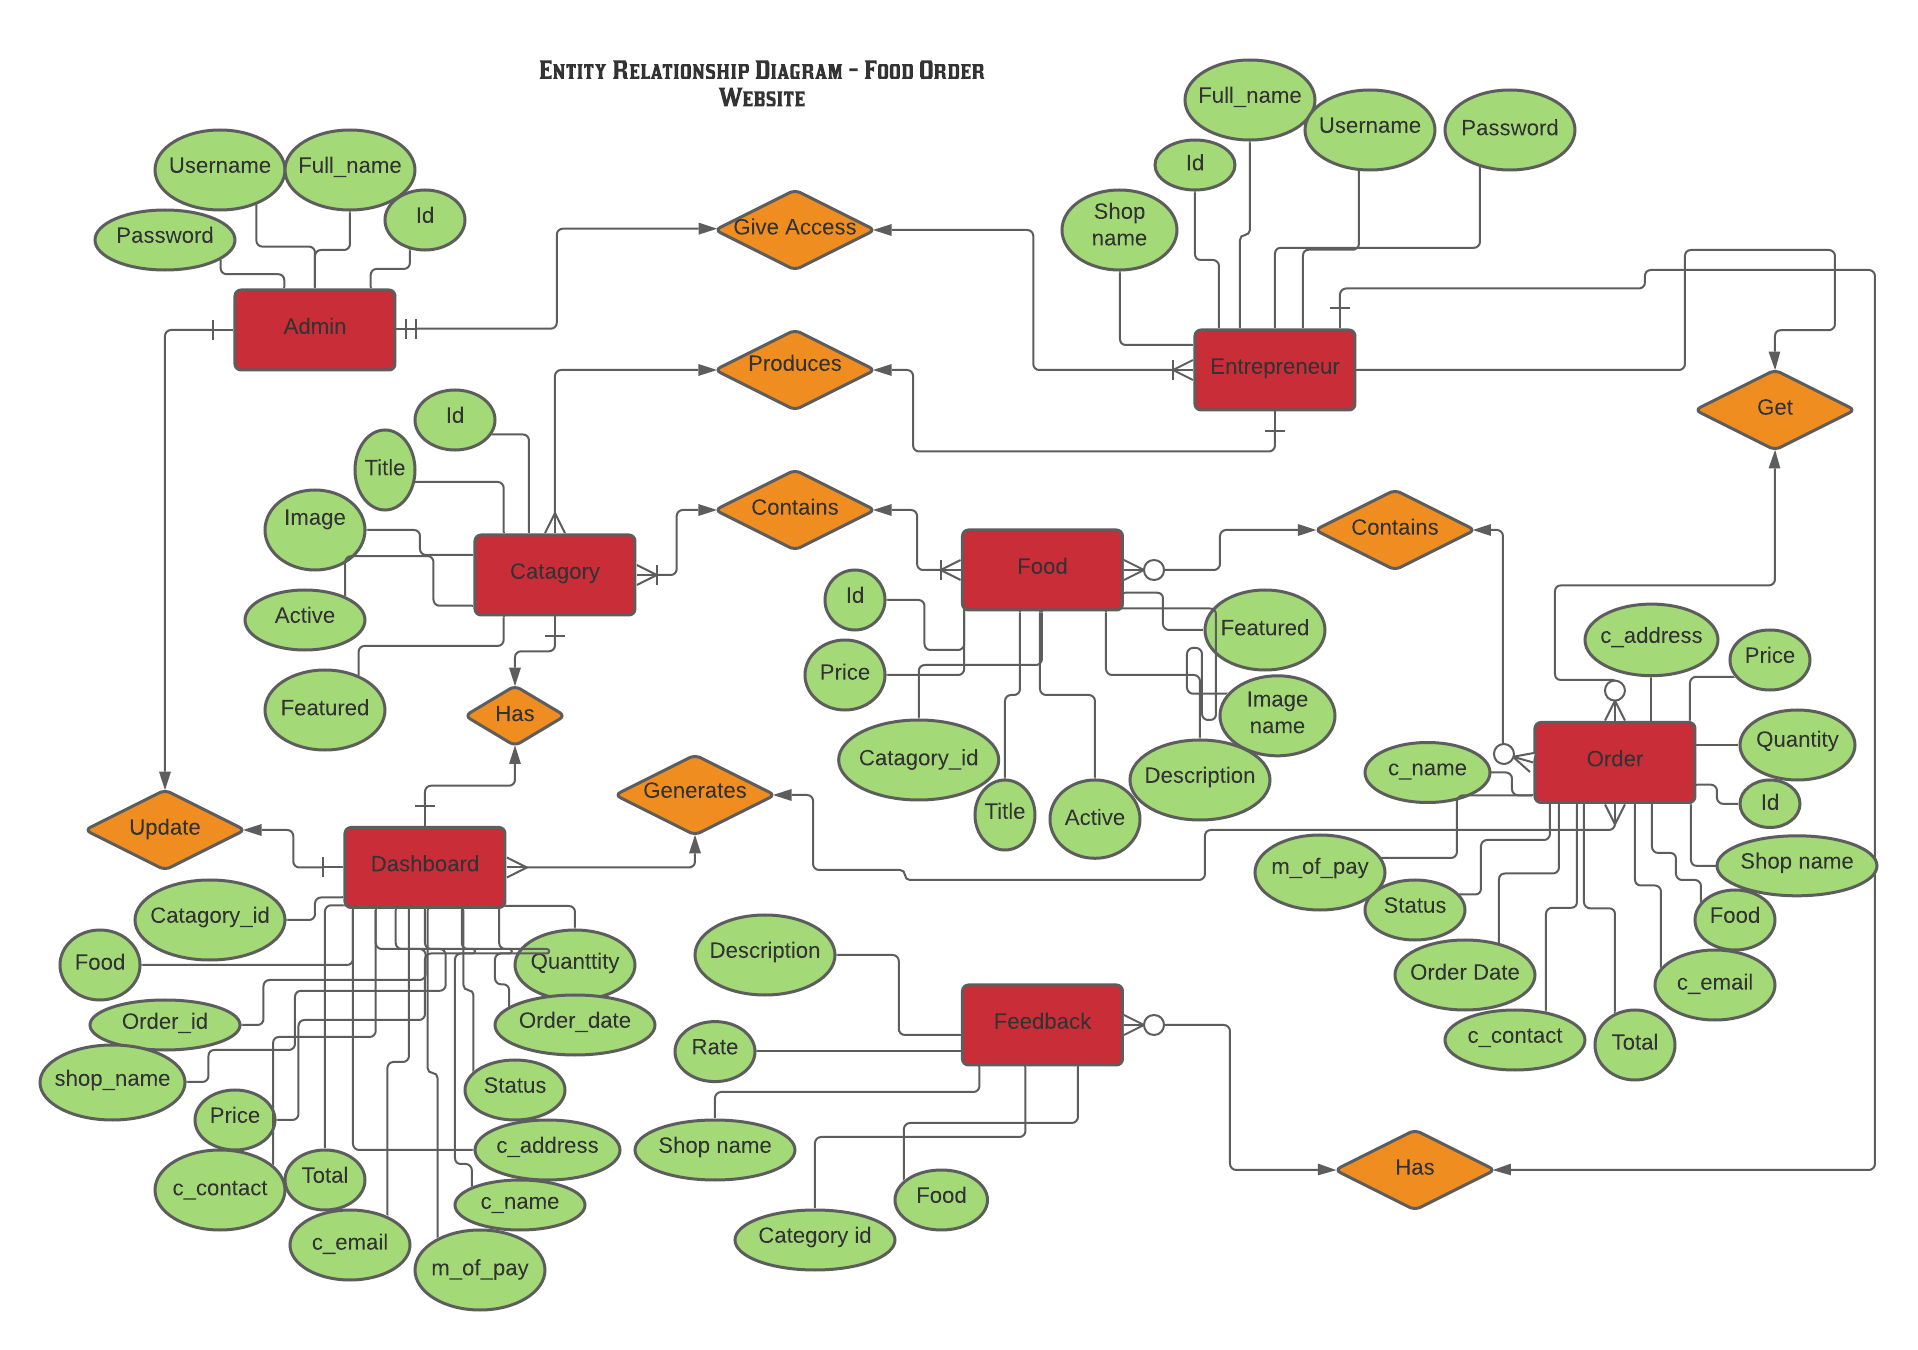 Entity Relationship Diagram - Food Order
Website
Full_name
Username
Password
Id
Shop
name
Username
Full_name
Id
Password
Give Access
Admin
Produces
Entrepreneur
Get
Id
Title
Image
Contains
Contains
Catagory
Food
Active
Featured
Id
Price
Featured
Image
name
Catagory_id
Title
Active
Description
c_address
Price
Quantity
c_name
Order
Id
Has
Generates
Update
Dashboard
m_of_pay
Status
Shop name
Food
Order Date
c_email
c_contact
Total
Catagory_id
Food
Quanttity
Order_id
Order_date
shop_name
Status
Price
c_address
c_contact
Total
c_name
c_email
m_of_pay
Description
Feedback
Rate
Shop name
Food
Category id
Has